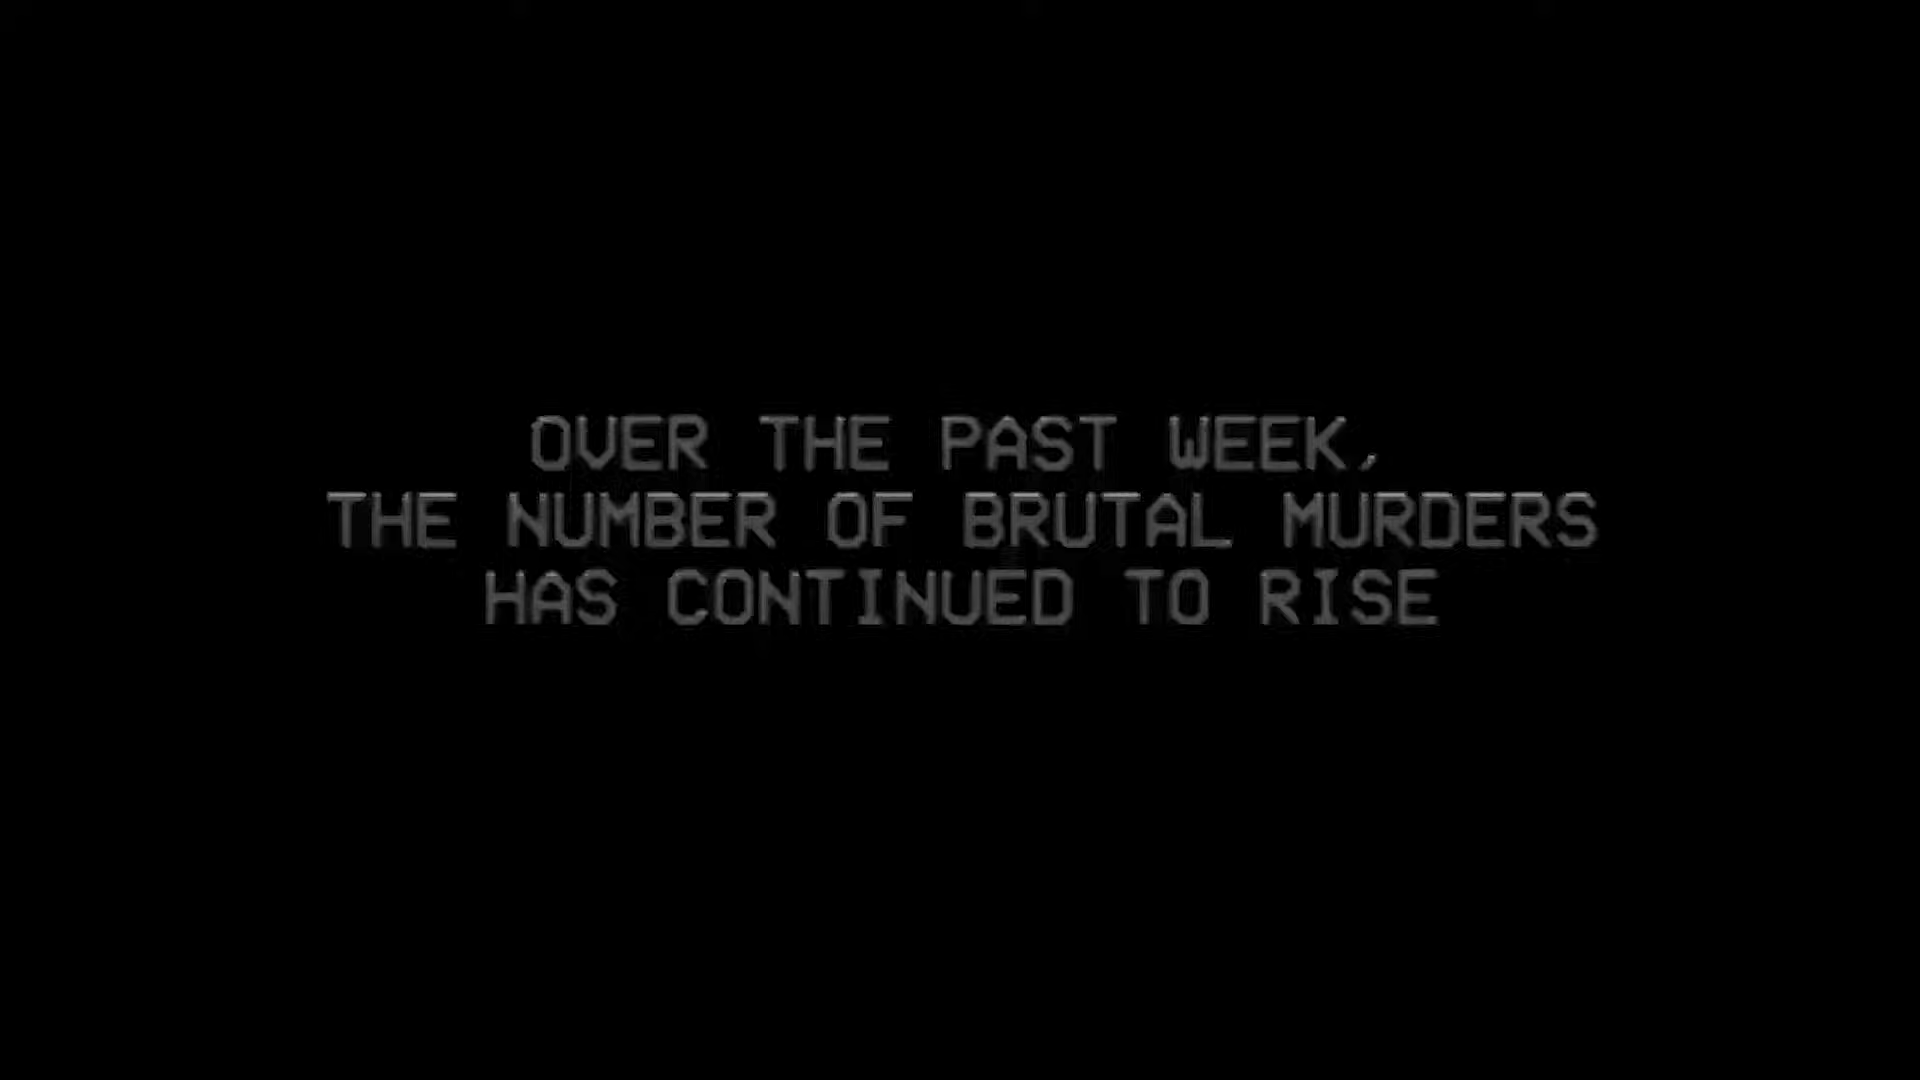 OVER THE PAST WEEK,
THE NUMBER OF BRUTAL MURDERS
HAS CONTINUED TO RISE